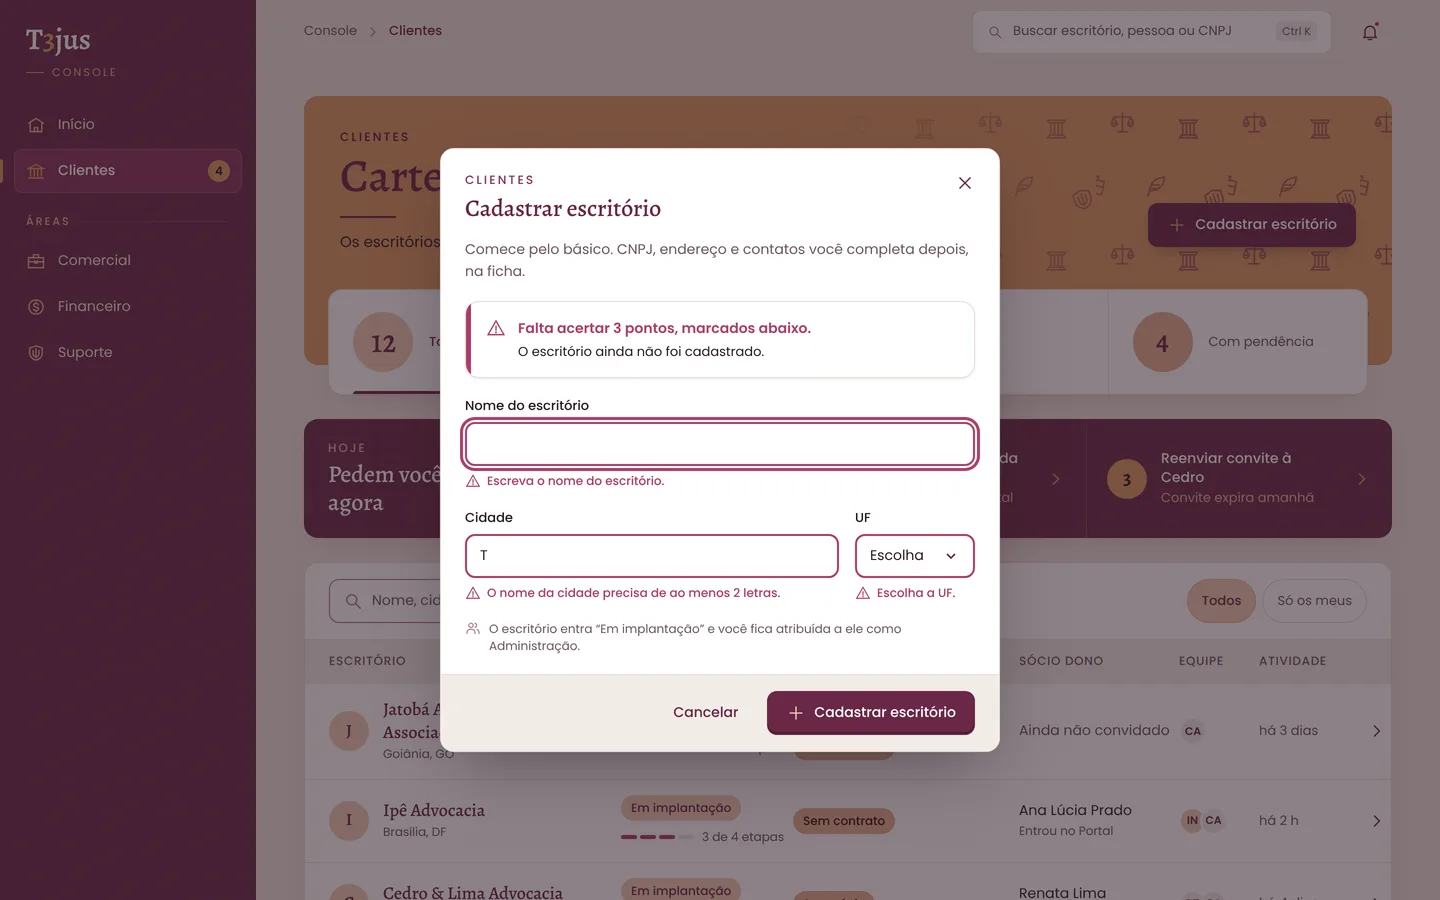 T3jus
CONSOLE
Início
Clientes
4
ÁREAS
Comercial
Financeiro
Suporte
Console
Clientes
Buscar escritório, pessoa ou CNPJ
Ctrl K
CLIENTES
Carte
Os escritórios
Cadastrar escritório
12
4
Com pendência
HOJE
Pedem você
agora
3
Reenviar convite à
Cedro
Convite expira amanhã
CLIENTES
Cadastrar escritório
Comece pelo básico. CNPJ, endereço e contatos você completa depois,
na ficha.
Falta acertar 3 pontos, marcados abaixo.
O escritório ainda não foi cadastrado.
Nome do escritório
Escreva o nome do escritório.
Cidade
UF
T
Escolha
O nome da cidade precisa de ao menos 2 letras.
Escolha a UF.
O escritório entra “Em implantação” e você fica atribuída a ele como
Administração.
Cancelar
Cadastrar escritório
Nome, cid
Todos
Só os meus
ESCRITÓRIO
SÓCIO DONO
EQUIPE
ATIVIDADE
J
Jatobá A
Associa
Goiânia, GO
Ainda não convidado
CA
há 3 dias
I
Ipê Advocacia
Brasília, DF
Em implantação
3 de 4 etapas
Sem contrato
Ana Lúcia Prado
Entrou no Portal
IN
CA
há 2 h
Cedro & Lima Advocacia
Em implantação
Renata Lima